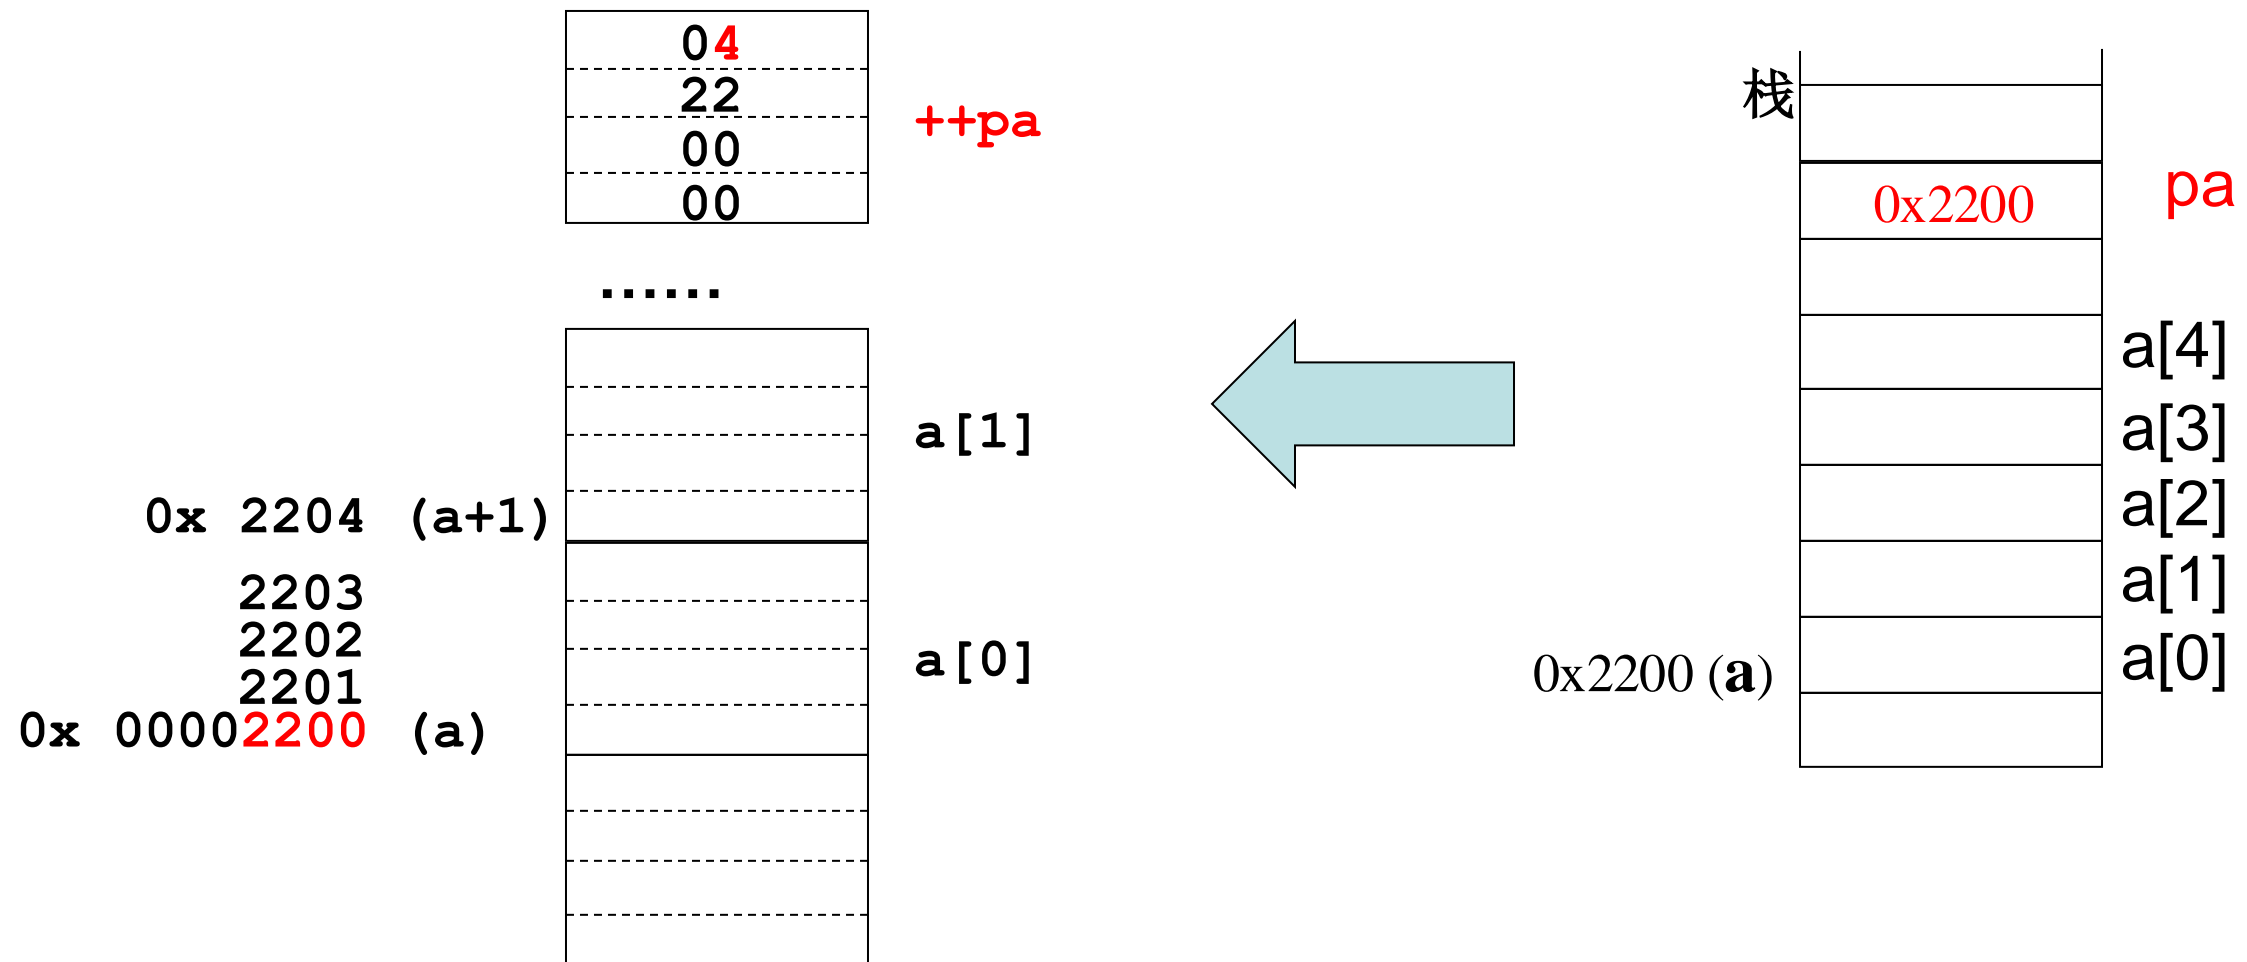 04
22
00
00
++pa
......
a[1]
0x 2204 (a+1)
2203
2202
2201
0x 00002200 (a)
a[0]
栈
0x2200
pa
a[4]
a[3]
a[2]
a[1]
a[0]
0x2200 (a)